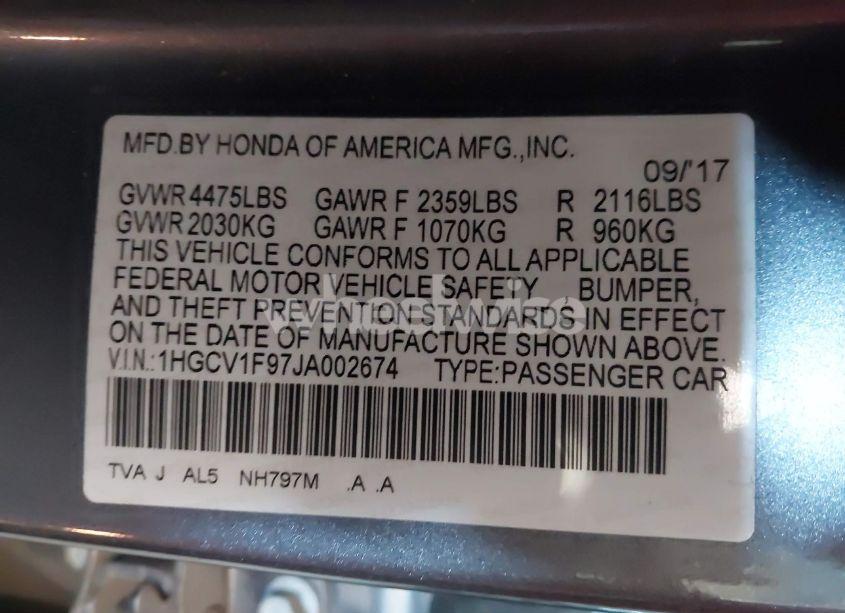 MFD.BY HONDA OF AMERICA MFG.,INC.
09/'17
GVWR 4475LBS GAWR F 2359LBS R 2116LBS
GVWR 2030KG GAWR F 1070KG R 960KG
THIS VEHICLE CONFORMS TO ALL APPLICABLE
FEDERAL MOTOR VEHICLE SAFETY BUMPER,
AND THEFT PREVENTION STANDARDS IN EFFECT
ON THE DATE OF MANUFACTURE SHOWN ABOVE.
V.I.N.:1HGCV1F97JA002674 TYPE:PASSENGER CAR
TVA J AL5 NH797M .A .A
wheelwise